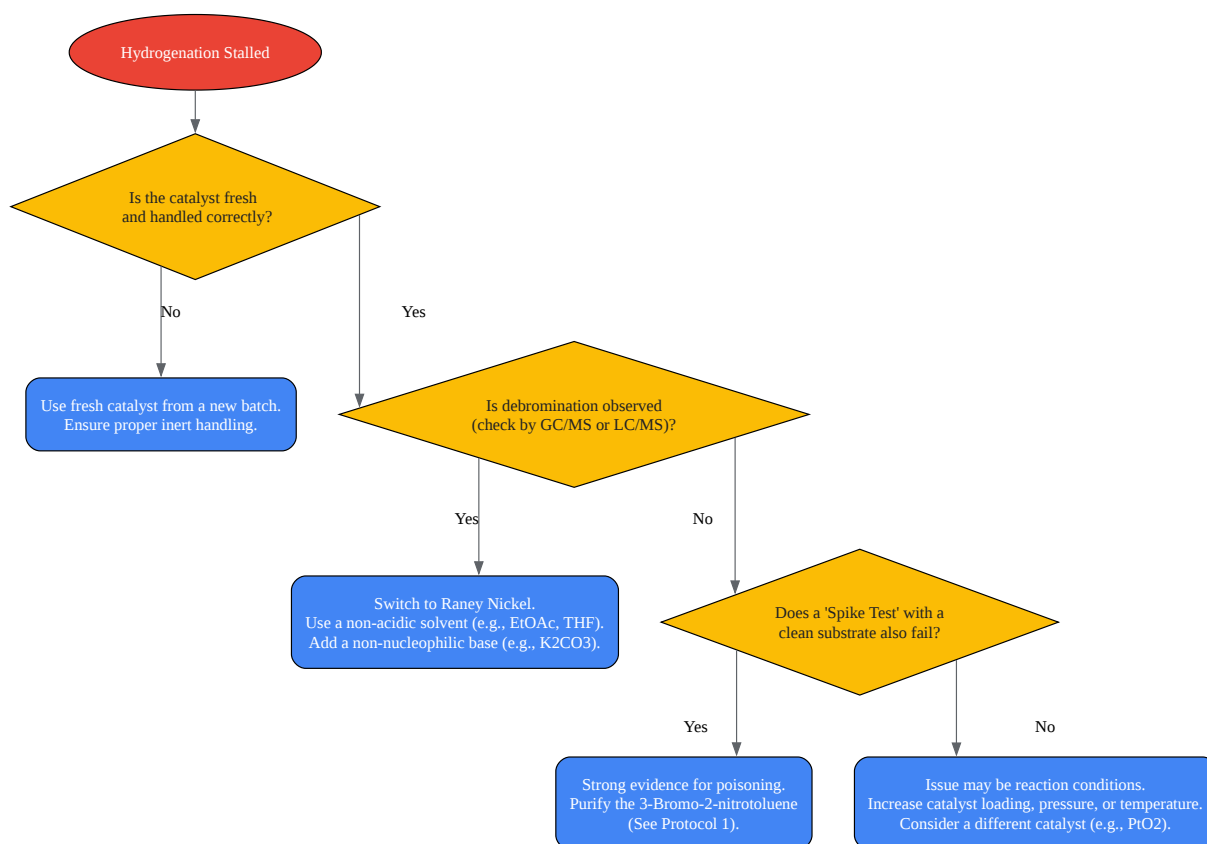 Hydrogenation Stalled
Is the catalyst fresh
and handled correctly?
No
Yes
Use fresh catalyst from a new batch.
Ensure proper inert handling.
Is debromination observed
(check by GC/MS or LC/MS)?
Yes
No
Switch to Raney Nickel.
Use a non-acidic solvent (e.g., EtOAc, THF).
Add a non-nucleophilic base (e.g., K2CO3).
Does a 'Spike Test' with a
clean substrate also fail?
Yes
No
Strong evidence for poisoning.
Purify the 3-Bromo-2-nitrotoluene
(See Protocol 1).
Issue may be reaction conditions.
Increase catalyst loading, pressure, or temperature.
Consider a different catalyst (e.g., PtO2).